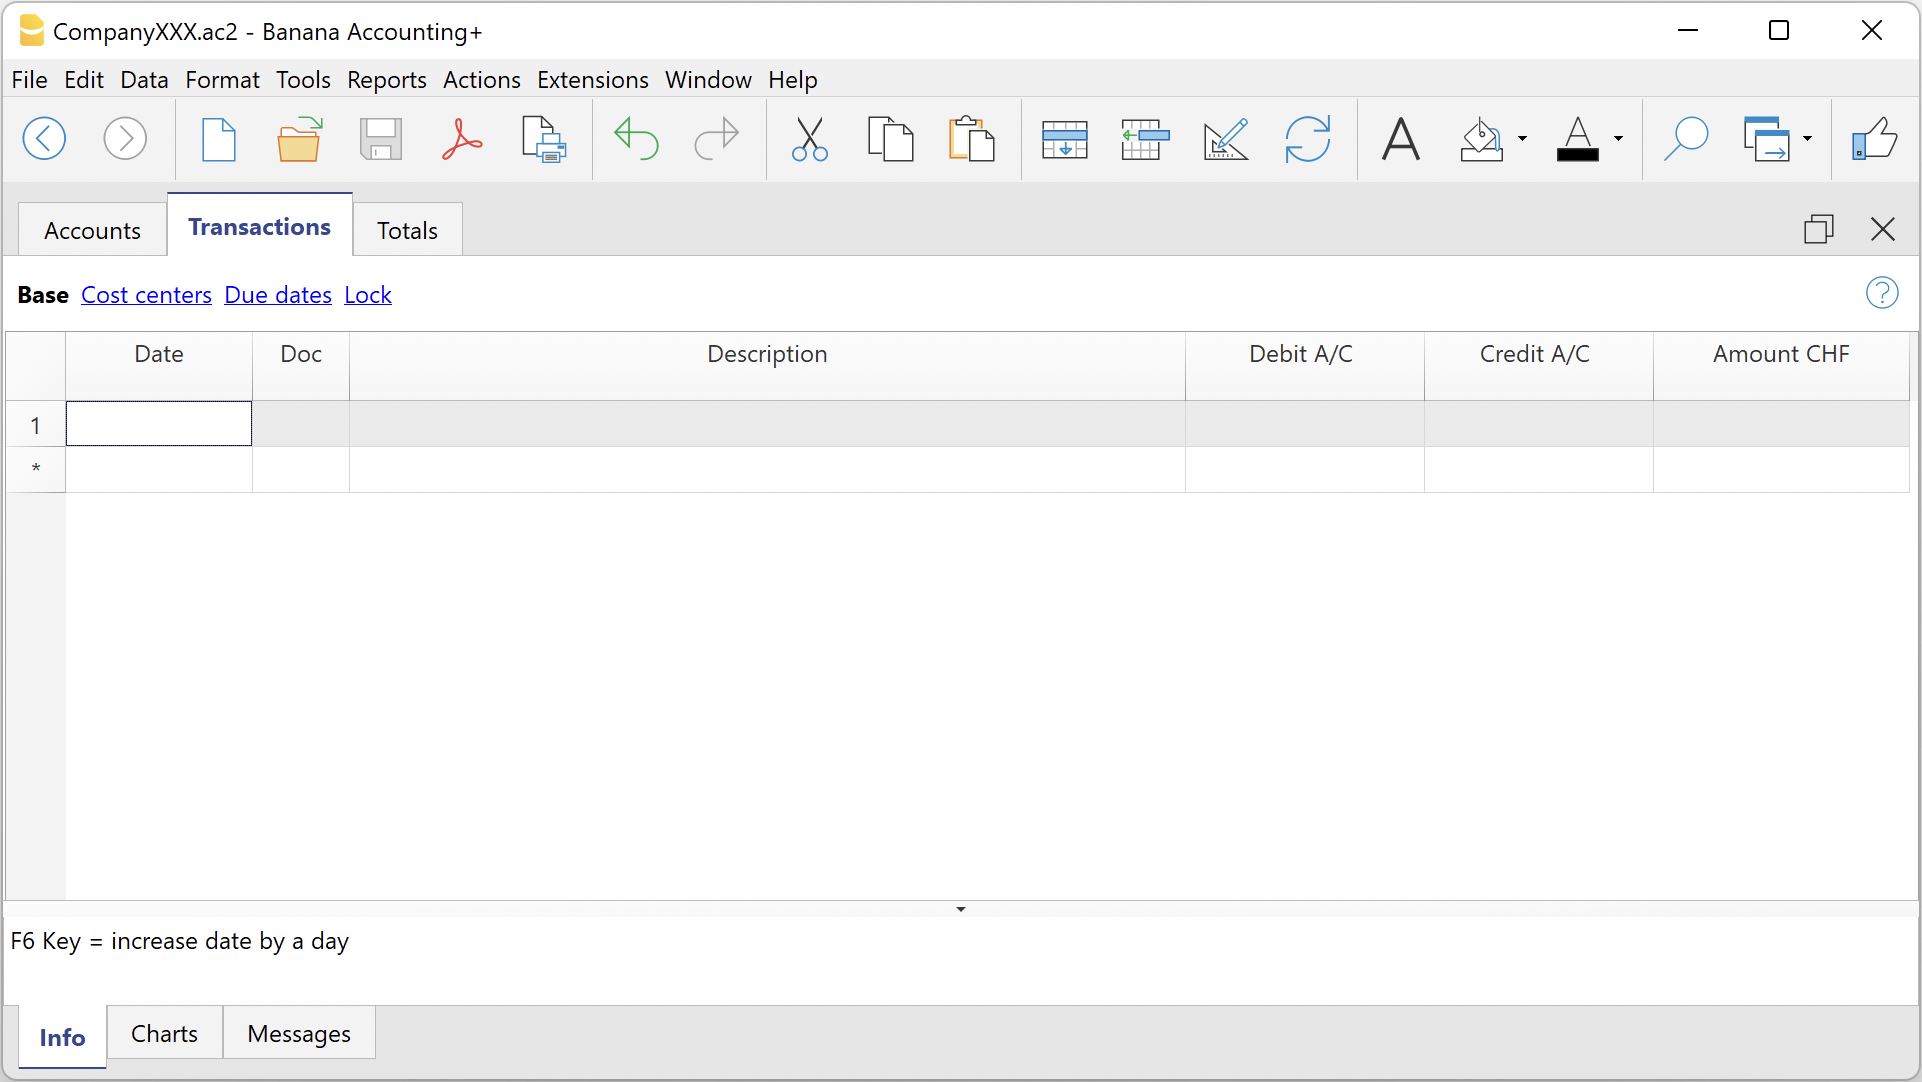 CompanyXXX.ac2 - Banana Accounting+
File Edit Data Format Tools Reports Actions Extensions Window Help
Accounts Transactions Totals
Base Cost centers Due dates Lock
?
Date Doc Description Debit A/C Credit A/C Amount CHF
1
*
F6 Key = increase date by a day
Info Charts Messages